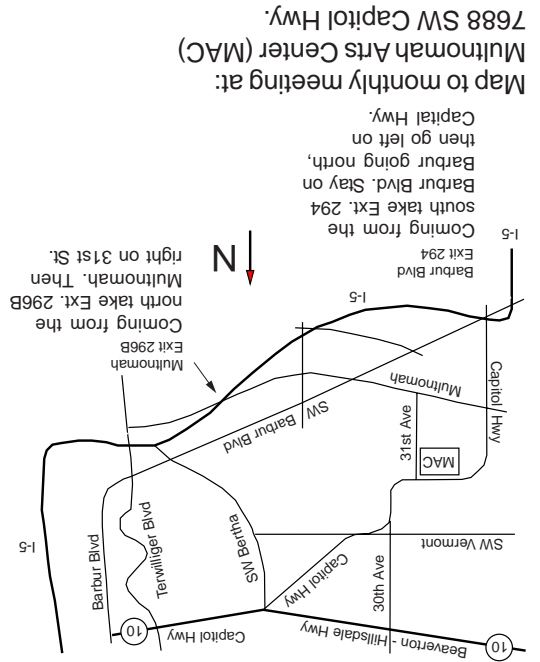 10
Beaverton - Hillsdale Hwy
Capitol Hwy
10
30th Ave
Capitol Hwy
SW Vermont
SW Bertha
Terwilliger Blvd
Barbur Blvd
I-5
MAC
31st Ave
Capitol Hwy
Multnomah
SW Barbur Blvd
I-5
I-5
Multnomah
Exit 296B
Coming from the
north take Ext. 296B
Multnomah. Then
right on 31st St.
N
Barbur Blvd
Exit 294
Coming from the
south take Ext. 294
Barbur Blvd. Stay on
Barbur going north,
then go left on
Capital Hwy.
Map to monthly meeting at:
Multnomah Arts Center (MAC)
7688 SW Capitol Hwy.